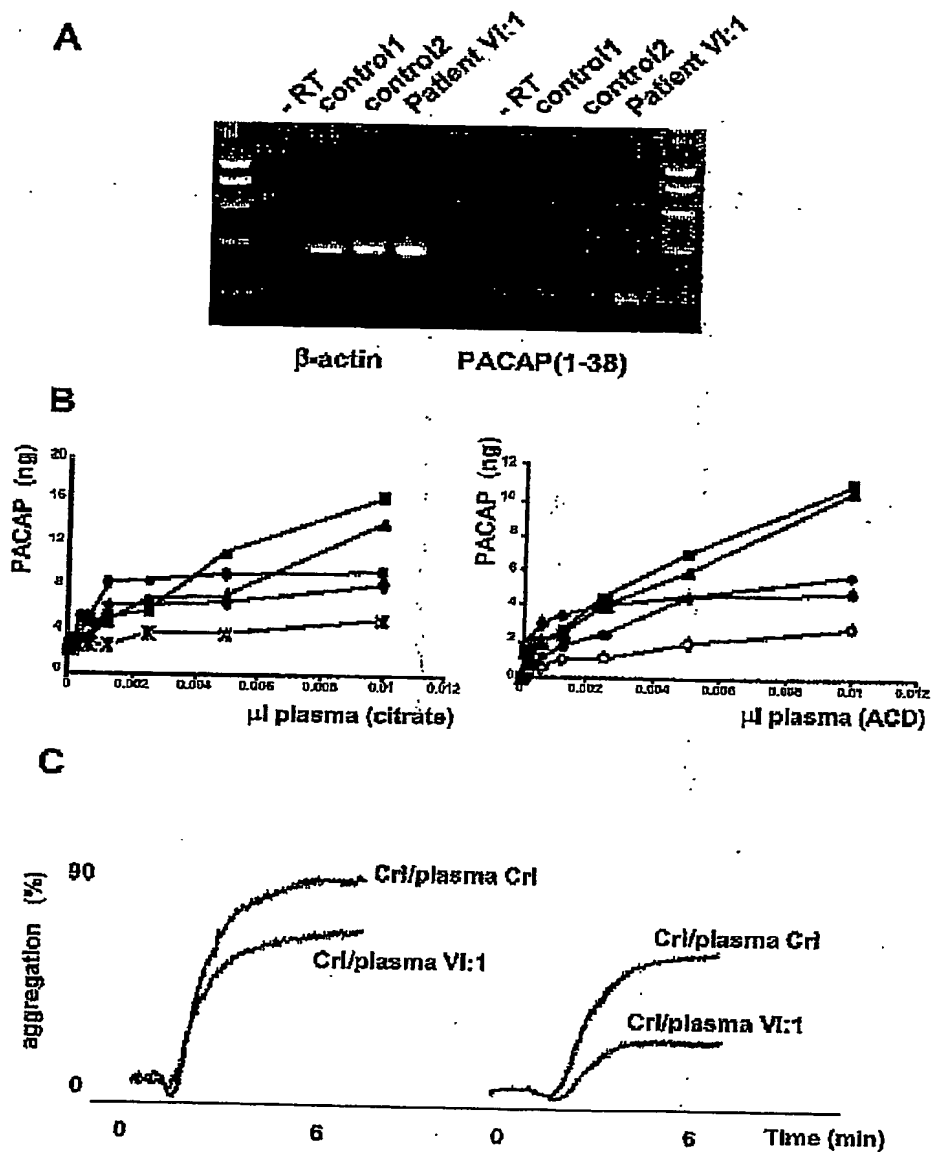 A
- RT control1 control2 Patient VI:1 - RT control1 control2 Patient VI:1
β-actin PACAP(1-38)
B
PACAP (ng)
20
16
12
8
4
0
0 0.002 0.004 0.006 0.008 0.01 0.012
µl plasma (citrate)
PACAP (ng)
12
10
8
6
4
2
0
0.002 0.004 0.006 0.008 0.01 0.012
µl plasma (ACD)
C
aggregation (%)
90
0
Crl/plasma Crl
Crl/plasma VI:1
Crl/plasma Crl
Crl/plasma VI:1
0 6 0 6 Time (min)